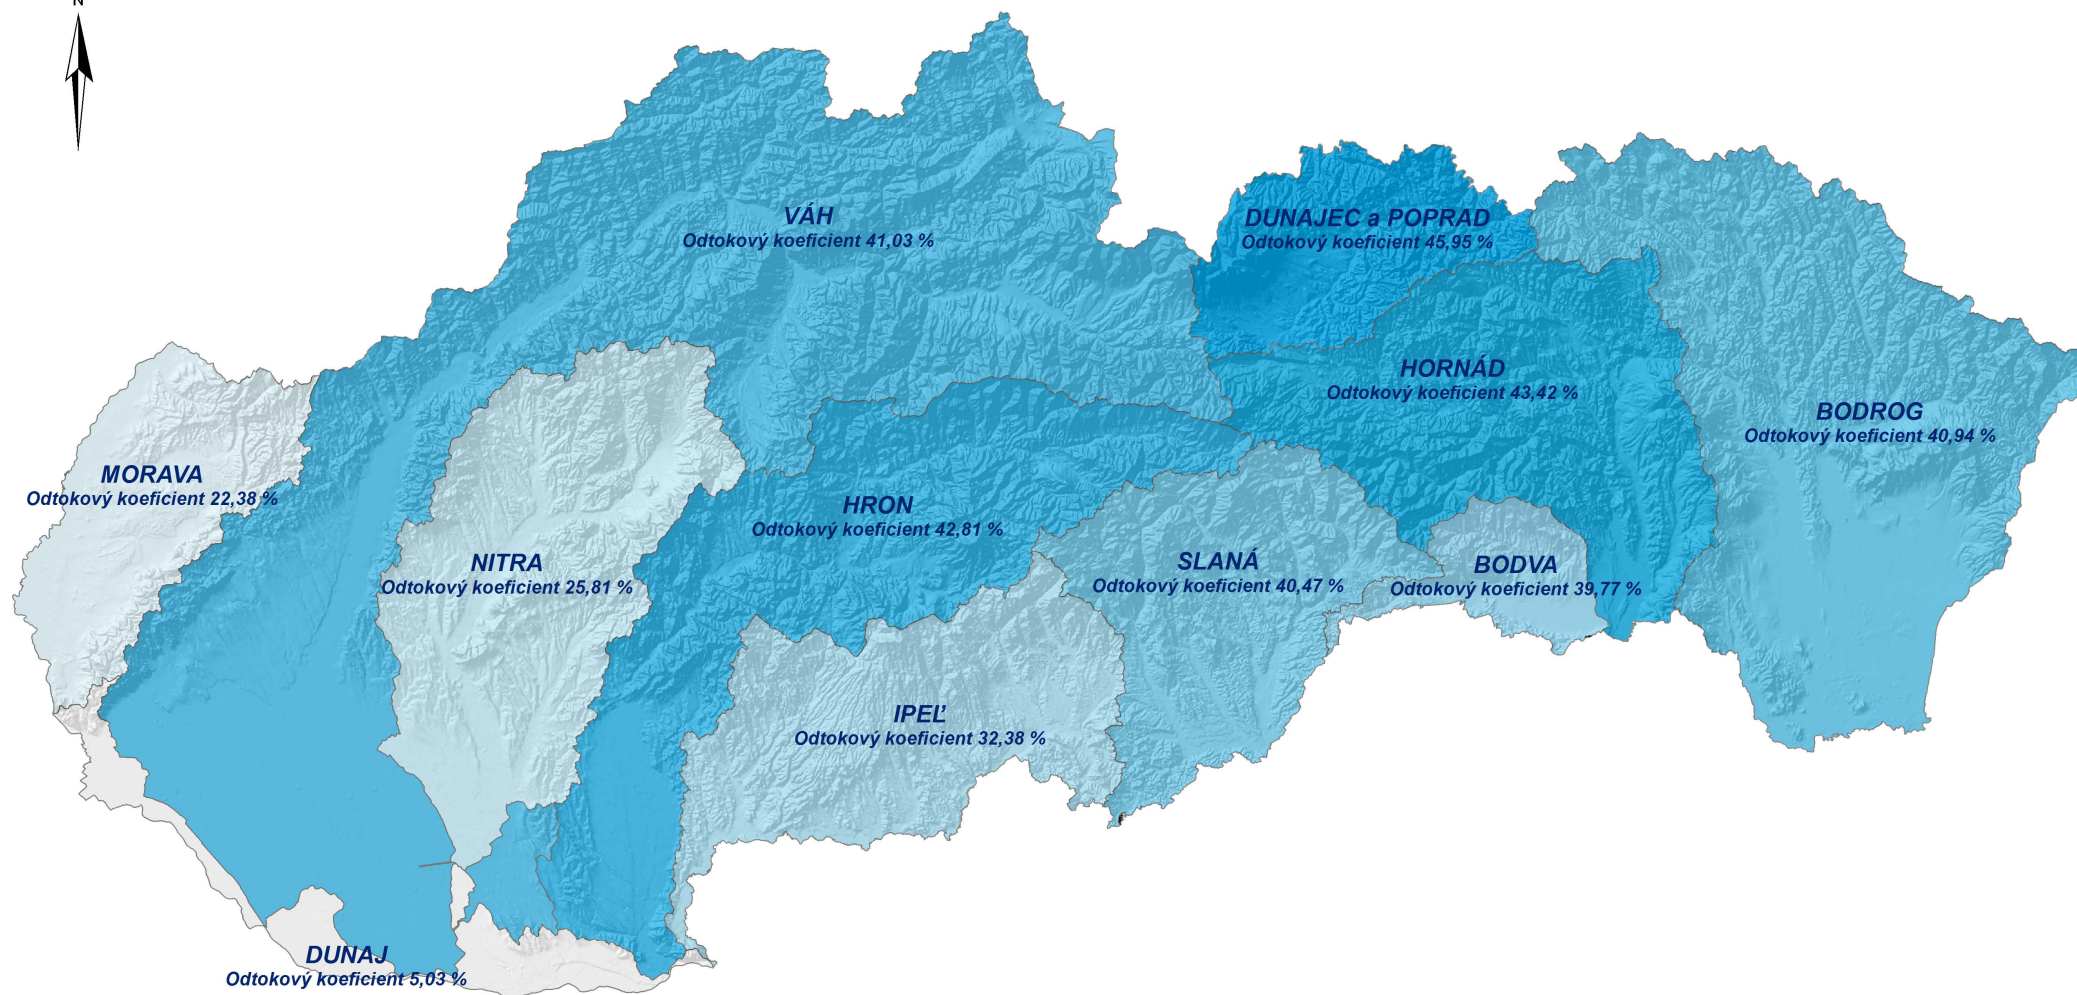 N
VÁH
Odtokový koeficient 41,03 %
DUNAJEC a POPRAD
Odtokový koeficient 45,95 %
HORNÁD
Odtokový koeficient 43,42 %
BODROG
Odtokový koeficient 40,94 %
MORAVA
Odtokový koeficient 22,38 %
HRON
Odtokový koeficient 42,81 %
NITRA
Odtokový koeficient 25,81 %
SLANÁ
Odtokový koeficient 40,47 %
BODVA
Odtokový koeficient 39,77 %
IPEĽ
Odtokový koeficient 32,38 %
DUNAJ
Odtokový koeficient 5,03 %